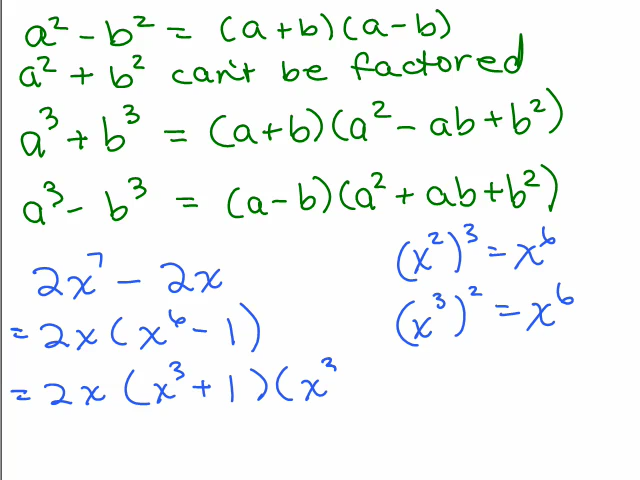 a² - b² = (a+b)(a-b)
a² + b² can't be factored
a³ + b³ = (a+b)(a² - ab + b²)
a³ - b³ = (a-b)(a² + ab + b²)
2x⁷ - 2x
= 2x(x⁶ - 1)
= 2x(x³ + 1)(x³
(x²)³ = x⁶
(x³)² = x⁶